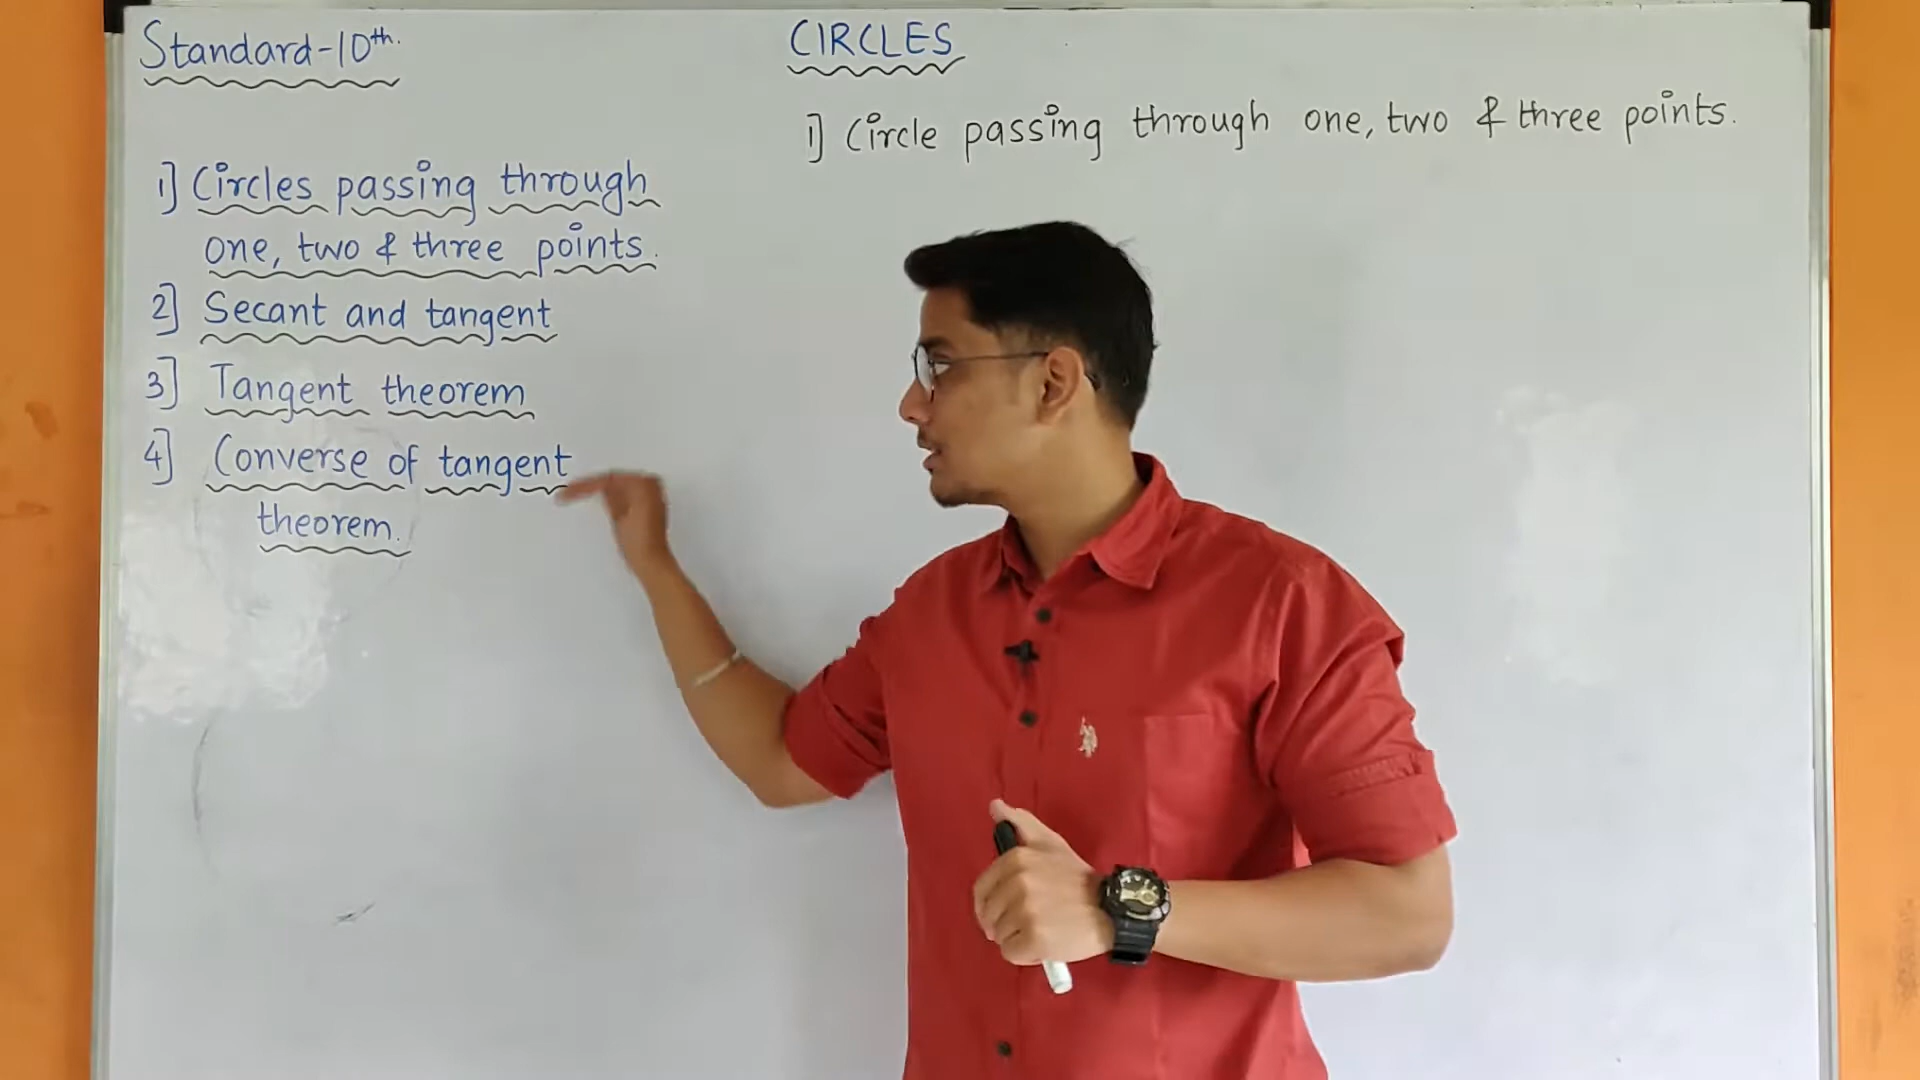 Standard-10th.
CIRCLES
1] Circle passing through one, two & three points.
1] Circles passing through
one, two & three points.
2] Secant and tangent
3] Tangent theorem
4] Converse of tangent
theorem.